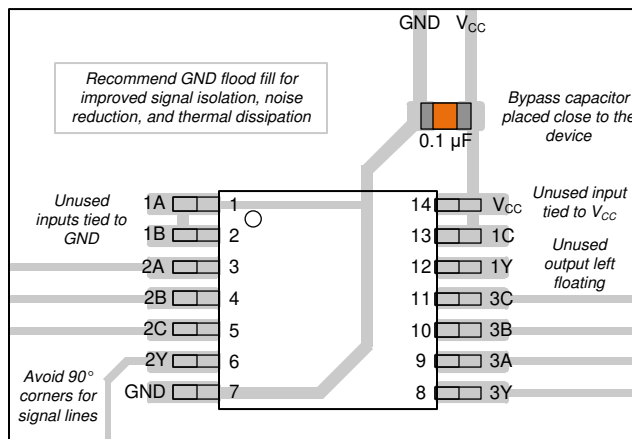 GND VCC
Recommend GND flood fill for
improved signal isolation, noise
reduction, and thermal dissipation
Bypass capacitor
placed close to the
device
0.1 µF
Unused
inputs tied to
GND
1A 1 14 VCC
1B 2 13 1C
2A 3 12 1Y
2B 4 11 3C
2C 5 10 3B
2Y 6 9 3A
GND 7 8 3Y
Unused input
tied to VCC
Unused
output left
floating
Avoid 90°
corners for
signal lines